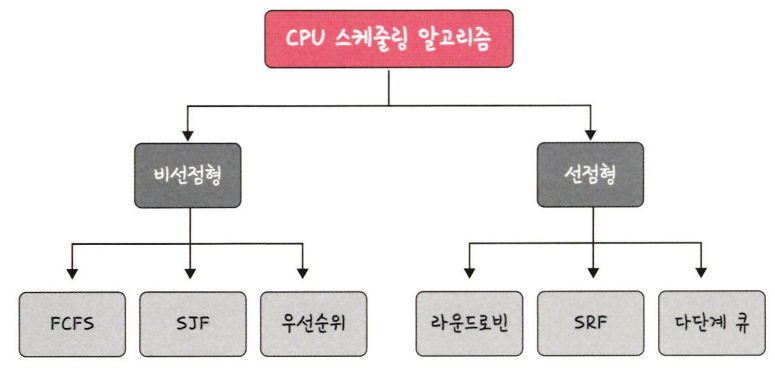 CPU 스케줄링 알고리즘
비선점형
선점형
FCFS
SJF
우선순위
라운드로빈
SRF
다단계 큐